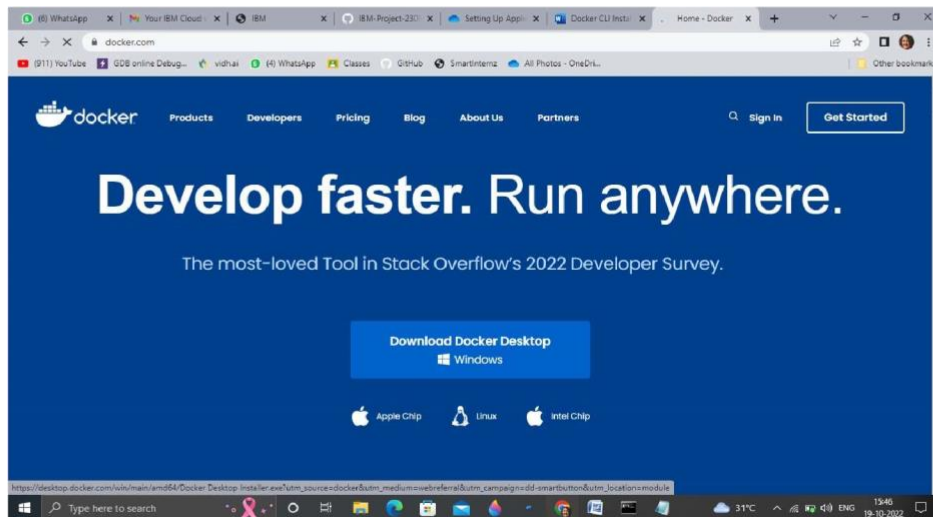 (6) WhatsApp
Your IBM Cloud
IBM
IBM-Project-230
Setting Up Appli
Docker CLI Instal
Home - Docker
docker.com
(911) YouTube
GDB online Debug...
vidhai
(4) WhatsApp
Classes
GitHub
SmartInternz
All Photos - OneDri...
Other bookmark
docker
Products
Developers
Pricing
Blog
About Us
Partners
Sign In
Get Started
Develop faster. Run anywhere.
The most-loved Tool in Stack Overflow's 2022 Developer Survey.
Download Docker Desktop
Windows
Apple Chip
Linux
Intel Chip
https://desktop.docker.com/win/main/amd64/Docker Desktop Installer.exe?utm_source=docker&utm_medium=webreferral&utm_campaign=dd-smartbutton&utm_location=module
Type here to search
31°C
ENG
15:46
19-10-2022